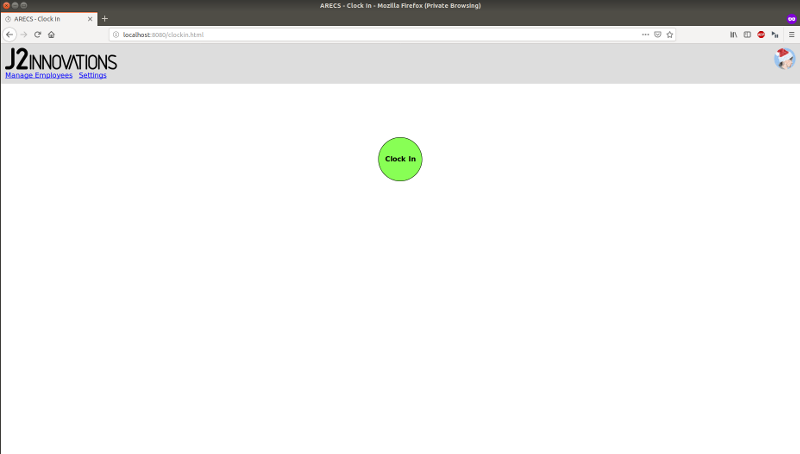 ARECS - Clock In - Mozilla Firefox (Private Browsing)
ARECS - Clock In
localhost:8080/clockin.html
J2INNOVATIONS
Manage Employees Settings
Clock In